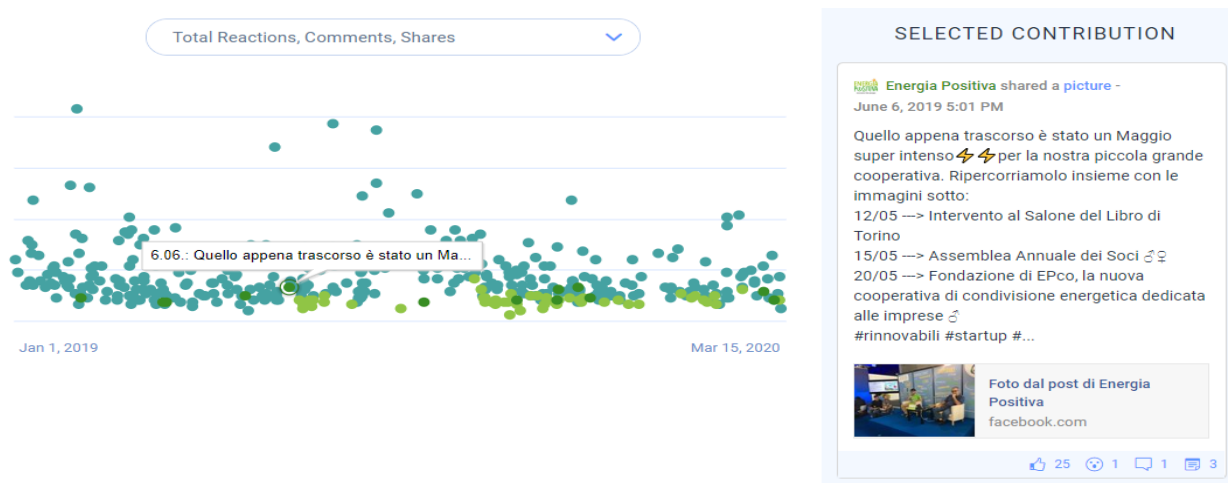 Total Reactions, Comments, Shares
6.06.: Quello appena trascorso è stato un Ma...
Jan 1, 2019
Mar 15, 2020
SELECTED CONTRIBUTION
Energia Positiva shared a picture -
June 6, 2019 5:01 PM
Quello appena trascorso è stato un Maggio
super intenso⚡⚡per la nostra piccola grande
cooperativa. Ripercorriamolo insieme con le
immagini sotto:
12/05 ---> Intervento al Salone del Libro di
Torino
15/05 ---> Assemblea Annuale dei Soci ♂♀
20/05 ---> Fondazione di EPco, la nuova
cooperativa di condivisione energetica dedicata
alle imprese ♂
#rinnovabili #startup #...
Foto dal post di Energia
Positiva
facebook.com
25 1 1 3